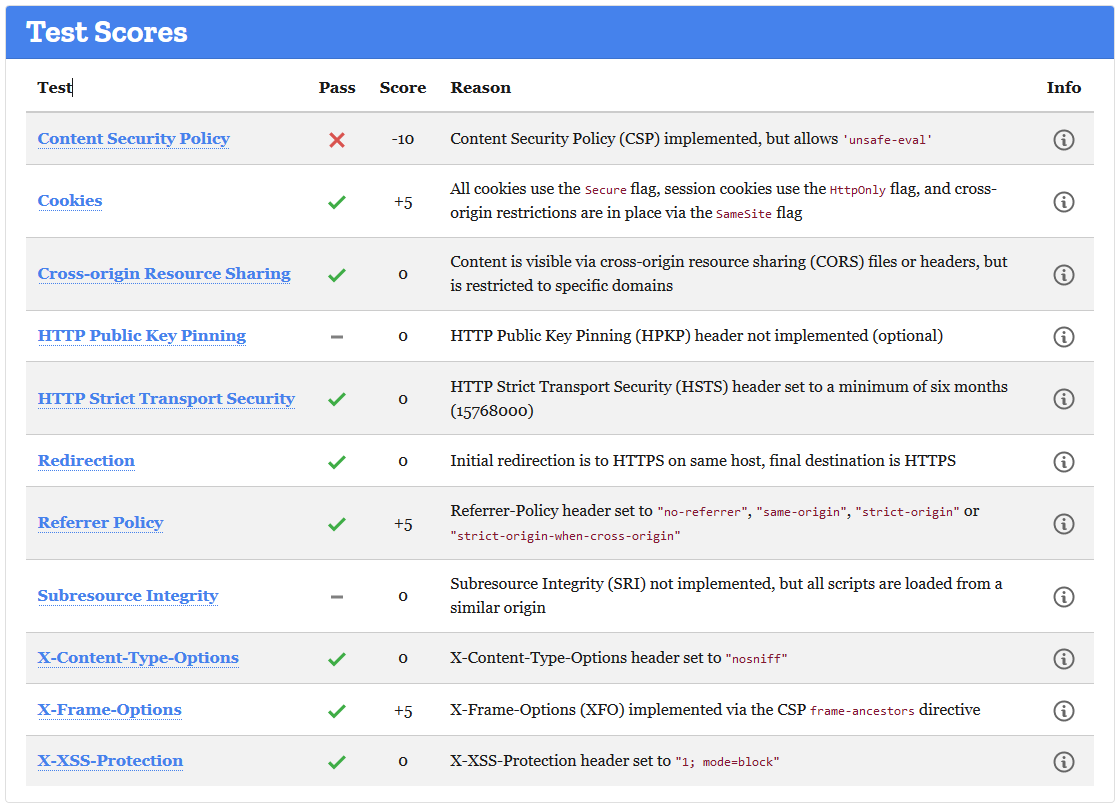 Test Scores
Test Pass Score Reason Info
Content Security Policy -10 Content Security Policy (CSP) implemented, but allows 'unsafe-eval'
Cookies +5 All cookies use the Secure flag, session cookies use the HttpOnly flag, and cross-
origin restrictions are in place via the SameSite flag
Cross-origin Resource Sharing 0 Content is visible via cross-origin resource sharing (CORS) files or headers, but
is restricted to specific domains
HTTP Public Key Pinning 0 HTTP Public Key Pinning (HPKP) header not implemented (optional)
HTTP Strict Transport Security 0 HTTP Strict Transport Security (HSTS) header set to a minimum of six months
(15768000)
Redirection 0 Initial redirection is to HTTPS on same host, final destination is HTTPS
Referrer Policy +5 Referrer-Policy header set to "no-referrer", "same-origin", "strict-origin" or
"strict-origin-when-cross-origin"
Subresource Integrity 0 Subresource Integrity (SRI) not implemented, but all scripts are loaded from a
similar origin
X-Content-Type-Options 0 X-Content-Type-Options header set to "nosniff"
X-Frame-Options +5 X-Frame-Options (XFO) implemented via the CSP frame-ancestors directive
X-XSS-Protection 0 X-XSS-Protection header set to "1; mode=block"